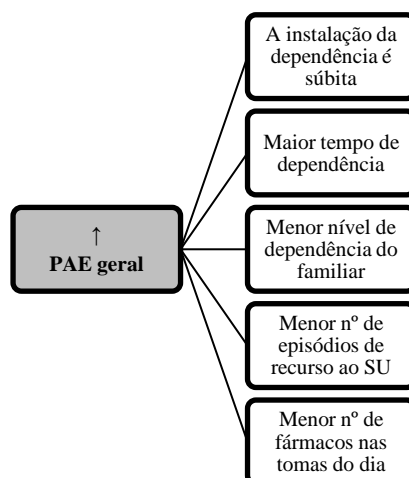 A instalação da
dependência é
súbita
Maior tempo de
dependência
↑
PAE geral
Menor nível de
dependência do
familiar
Menor nº de
episódios de
recurso ao SU
Menor nº de
fármacos nas
tomas do dia